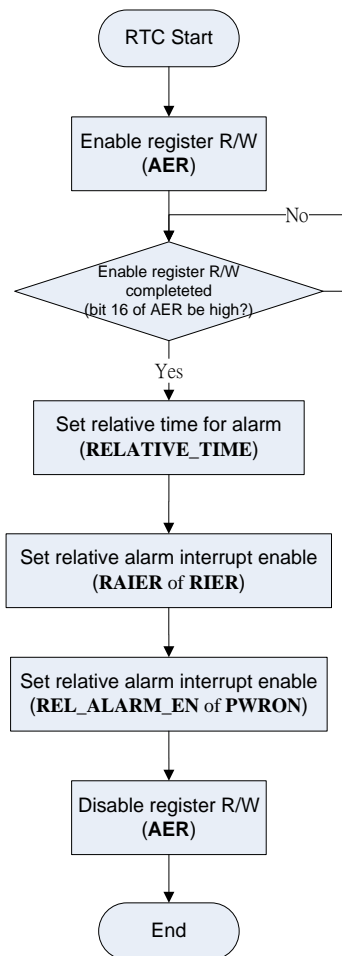 RTC Start
Enable register R/W
(AER)
No
Enable register R/W
completeted
(bit 16 of AER be high?)
Yes
Set relative time for alarm
(RELATIVE_TIME)
Set relative alarm interrupt enable
(RAIER of RIER)
Set relative alarm interrupt enable
(REL_ALARM_EN of PWRON)
Disable register R/W
(AER)
End